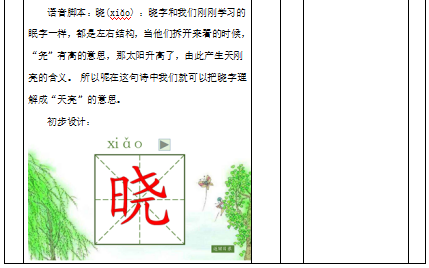 语音脚本：晓(xiǎo)：晓字和我们刚刚学习的
眠字一样，都是左右结构，当他们拆开来看的时候，
“尧”有高的意思，那太阳升高了，由此产生天刚
亮的含义。 所以呢在这句诗中我们就可以把晓字理
解成“天亮”的意思。
初步设计：
xiǎo
晓